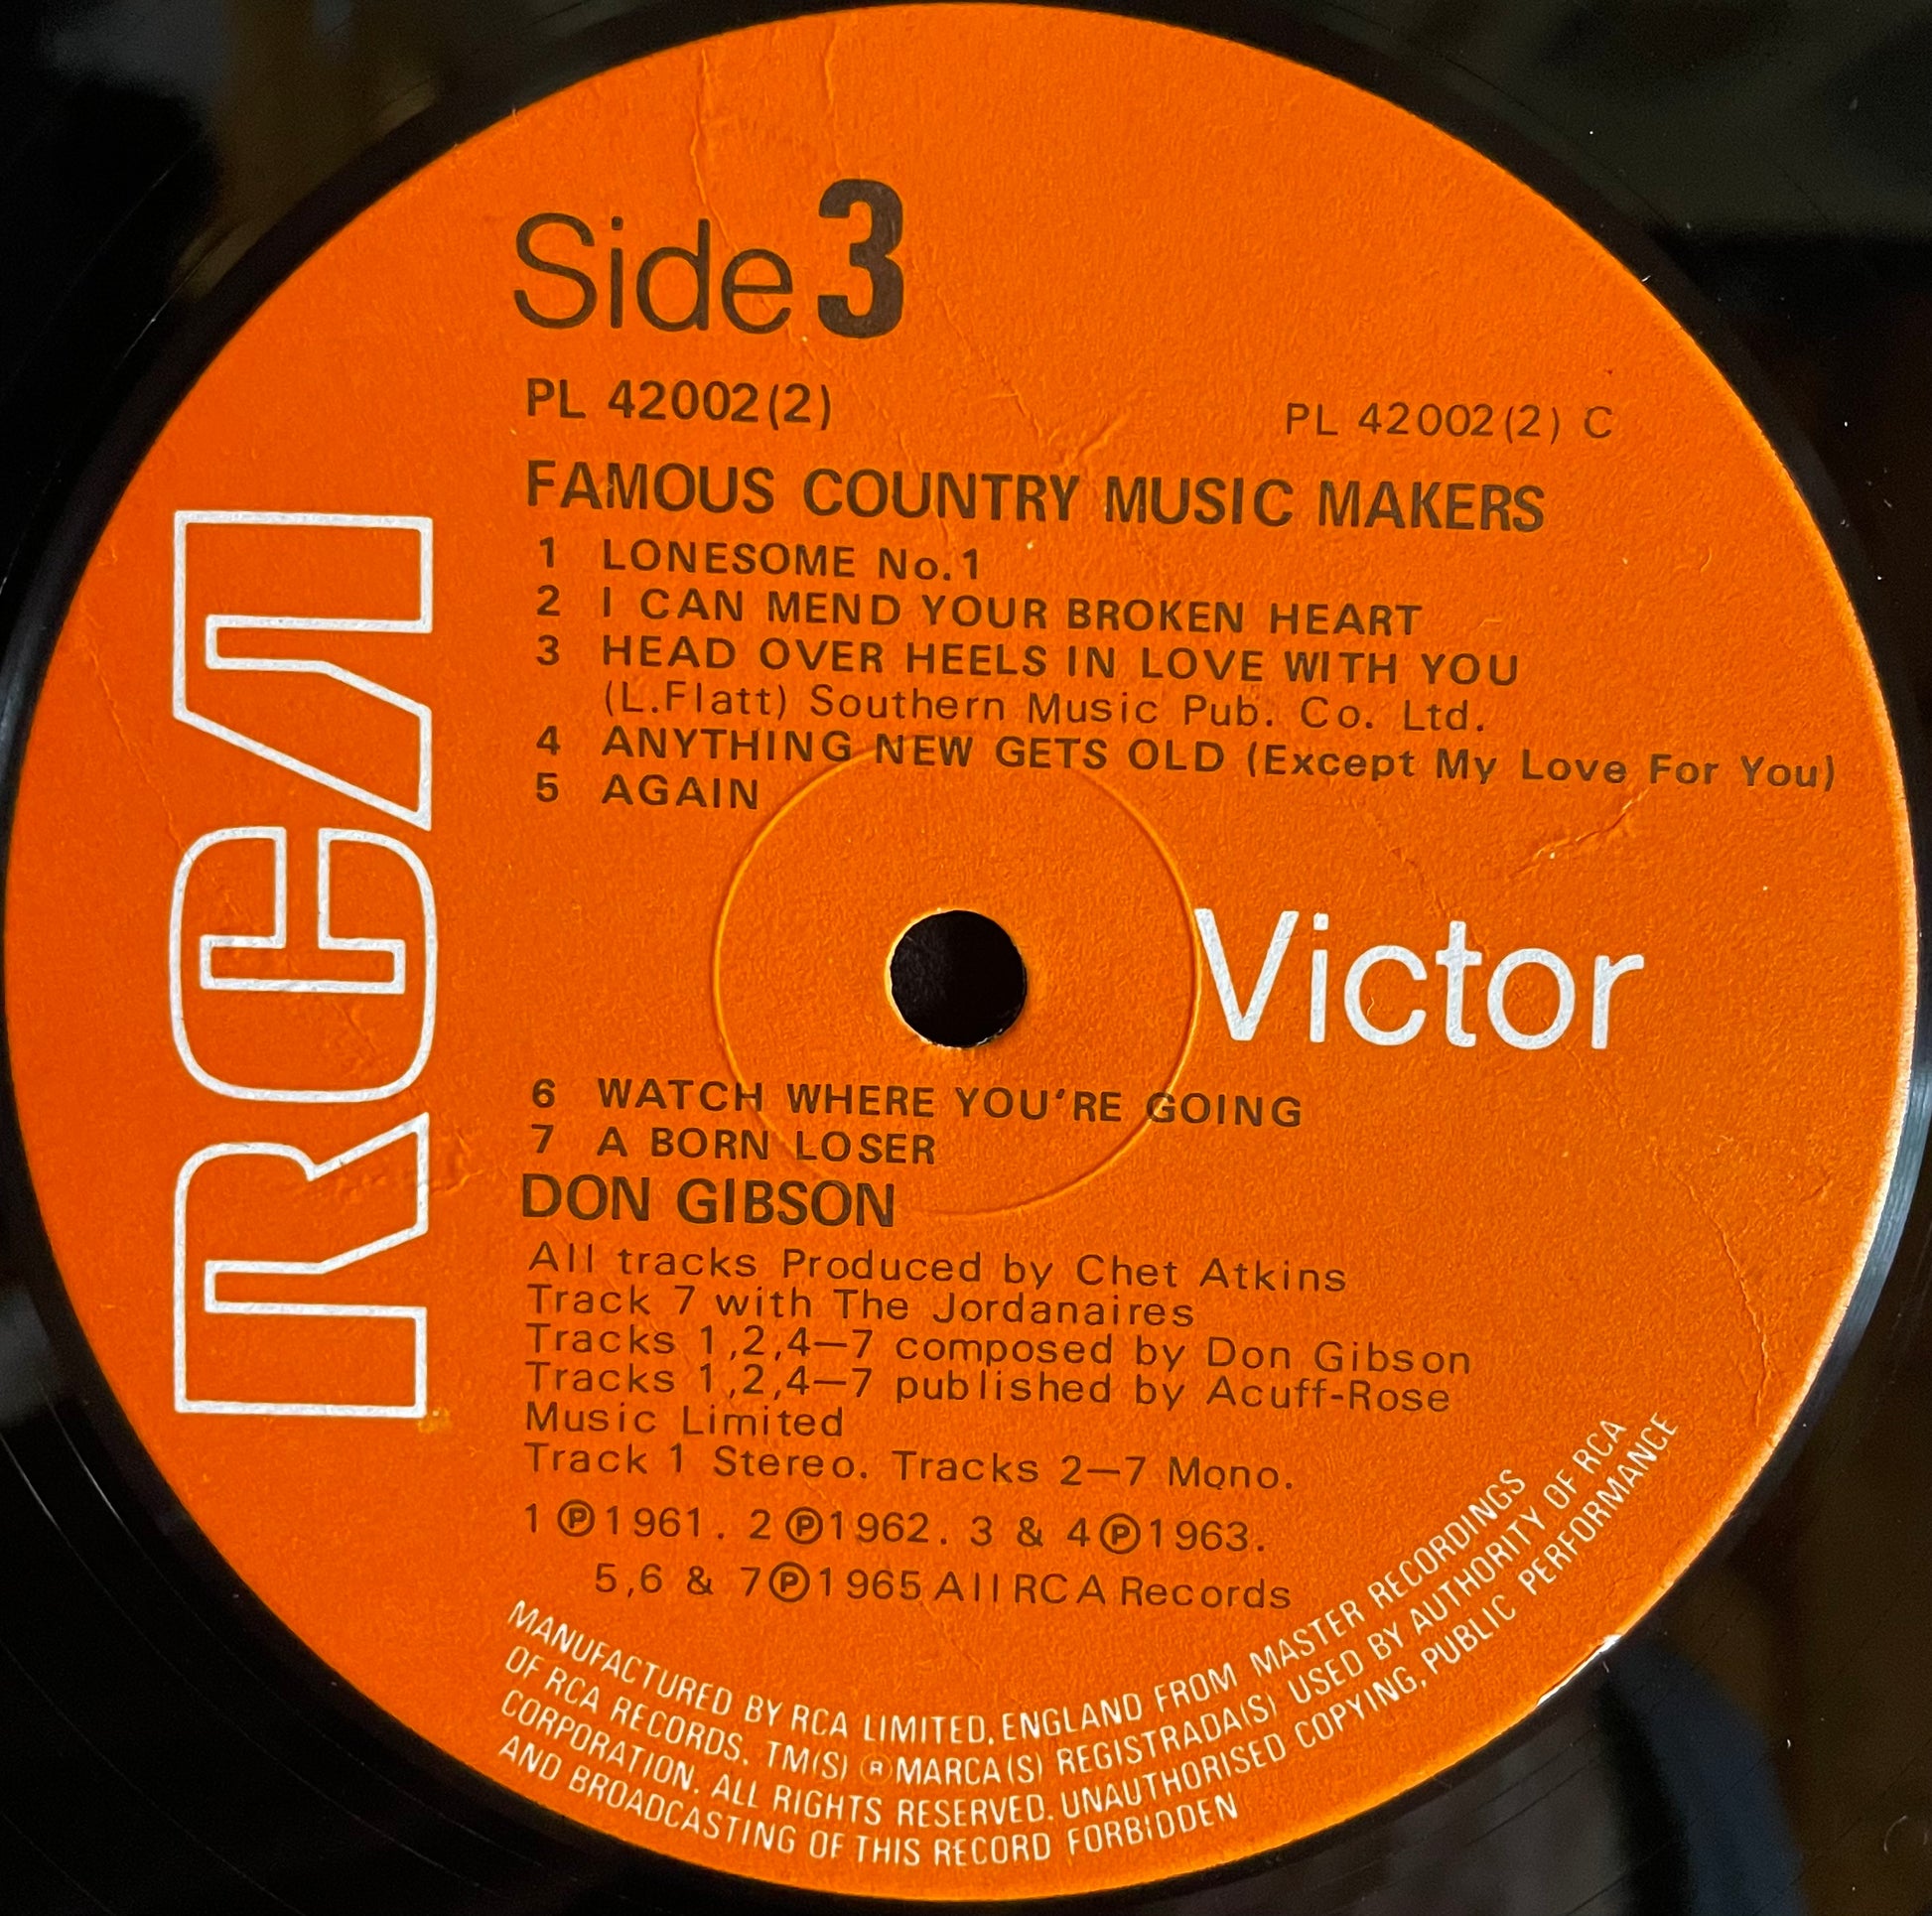 Side 3
PL 42002(2)
PL 42002(2) C
FAMOUS COUNTRY MUSIC MAKERS
1 LONESOME No.1
2 I CAN MEND YOUR BROKEN HEART
3 HEAD OVER HEELS IN LOVE WITH YOU
(L.Flatt) Southern Music Pub. Co. Ltd.
4 ANYTHING NEW GETS OLD (Except My Love For You)
5 AGAIN
RCA
Victor
6 WATCH WHERE YOU'RE GOING
7 A BORN LOSER
DON GIBSON
All tracks Produced by Chet Atkins
Track 7 with The Jordanaires
Tracks 1,2,4—7 composed by Don Gibson
Tracks 1,2,4—7 published by Acuff-Rose
Music Limited
Track 1 Stereo. Tracks 2—7 Mono.
1 ℗1961. 2 ℗1962. 3 & 4℗1963.
5,6 & 7℗1965 All RCA Records
MANUFACTURED BY RCA LIMITED, ENGLAND FROM MASTER RECORDINGS
OF RCA RECORDS. TM(S) ® MARCA(S) REGISTRADA(S) USED BY AUTHORITY OF RCA
CORPORATION. ALL RIGHTS RESERVED. UNAUTHORISED COPYING, PUBLIC PERFORMANCE
AND BROADCASTING OF THIS RECORD FORBIDDEN